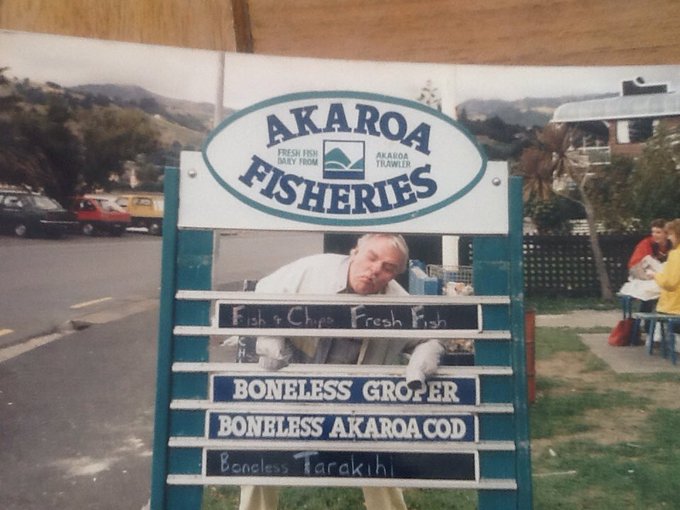 AKAROA
FRESH FISH
DAILY FROM
AKAROA
TRAWLER
FISHERIES
Fish & Chips Fresh Fish
BONELESS GROPER
BONELESS AKAROA COD
Boneless Tarakihi